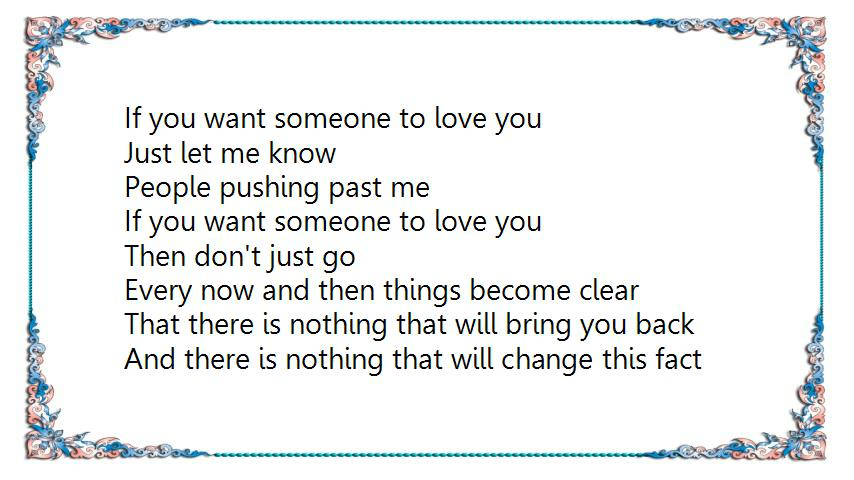 If you want someone to love you
Just let me know
People pushing past me
If you want someone to love you
Then don't just go
Every now and then things become clear
That there is nothing that will bring you back
And there is nothing that will change this fact